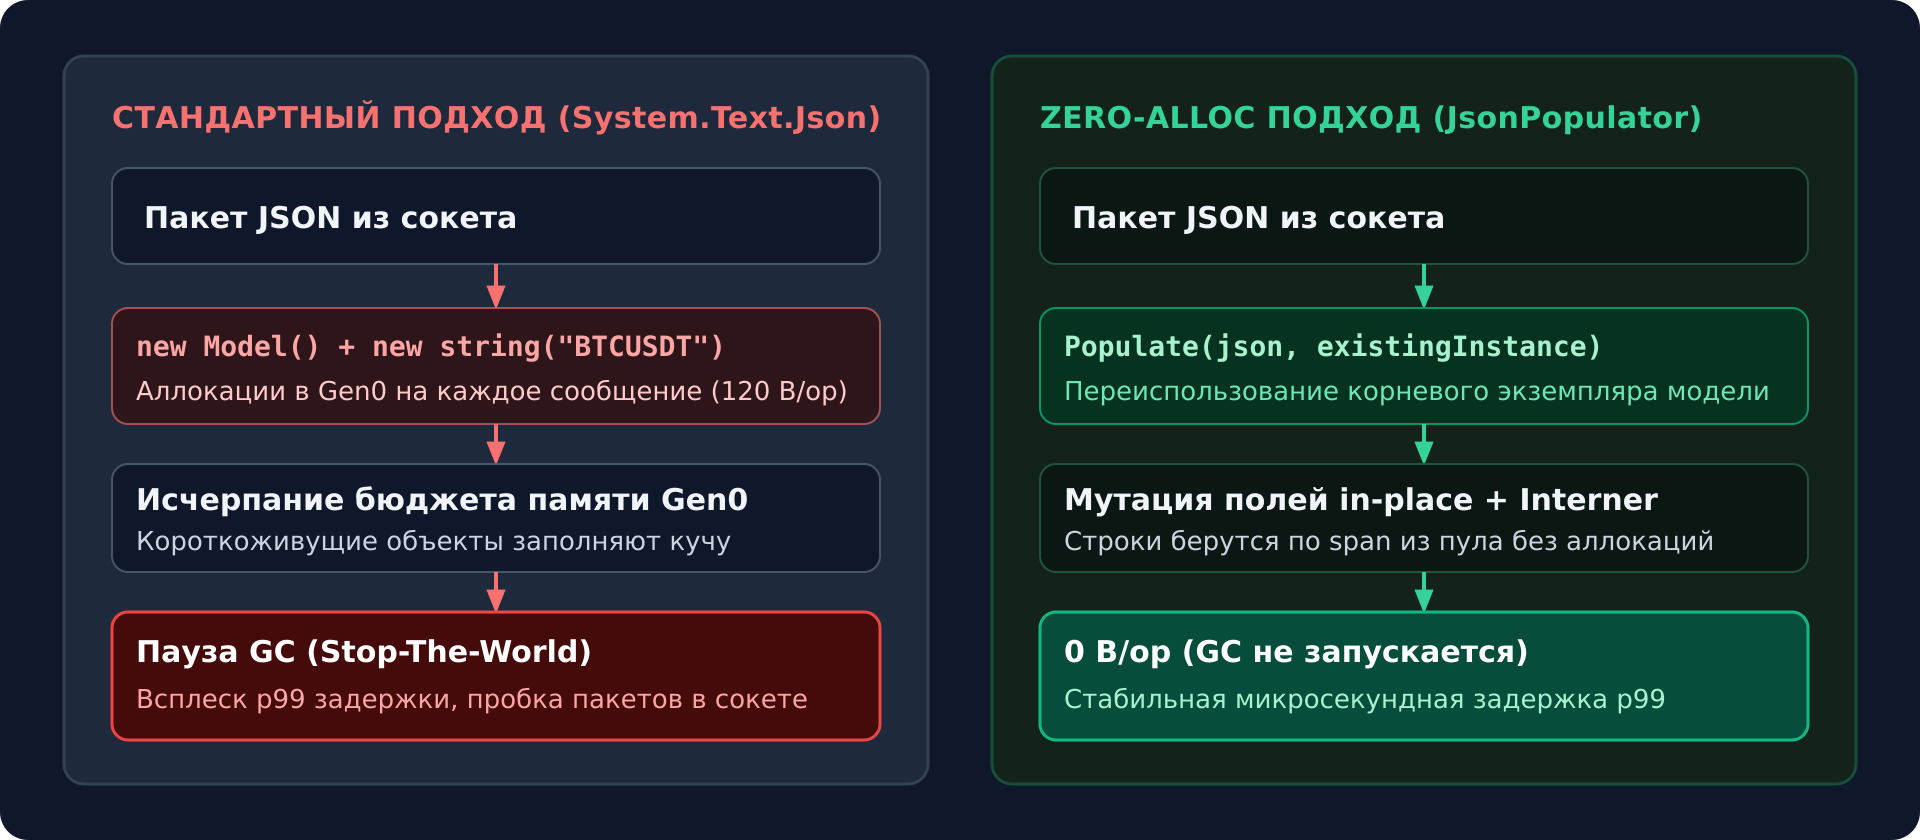 СТАНДАРТНЫЙ ПОДХОД (System.Text.Json)
Пакет JSON из сокета
new Model() + new string("BTCUSDT")
Аллокации в Gen0 на каждое сообщение (120 B/op)
Исчерпание бюджета памяти Gen0
Короткоживущие объекты заполняют кучу
Пауза GC (Stop-The-World)
Всплеск p99 задержки, пробка пакетов в сокете
ZERO-ALLOC ПОДХОД (JsonPopulator)
Пакет JSON из сокета
Populate(json, existingInstance)
Переиспользование корневого экземпляра модели
Мутация полей in-place + Interner
Строки берутся по span из пула без аллокаций
0 B/op (GC не запускается)
Стабильная микросекундная задержка p99